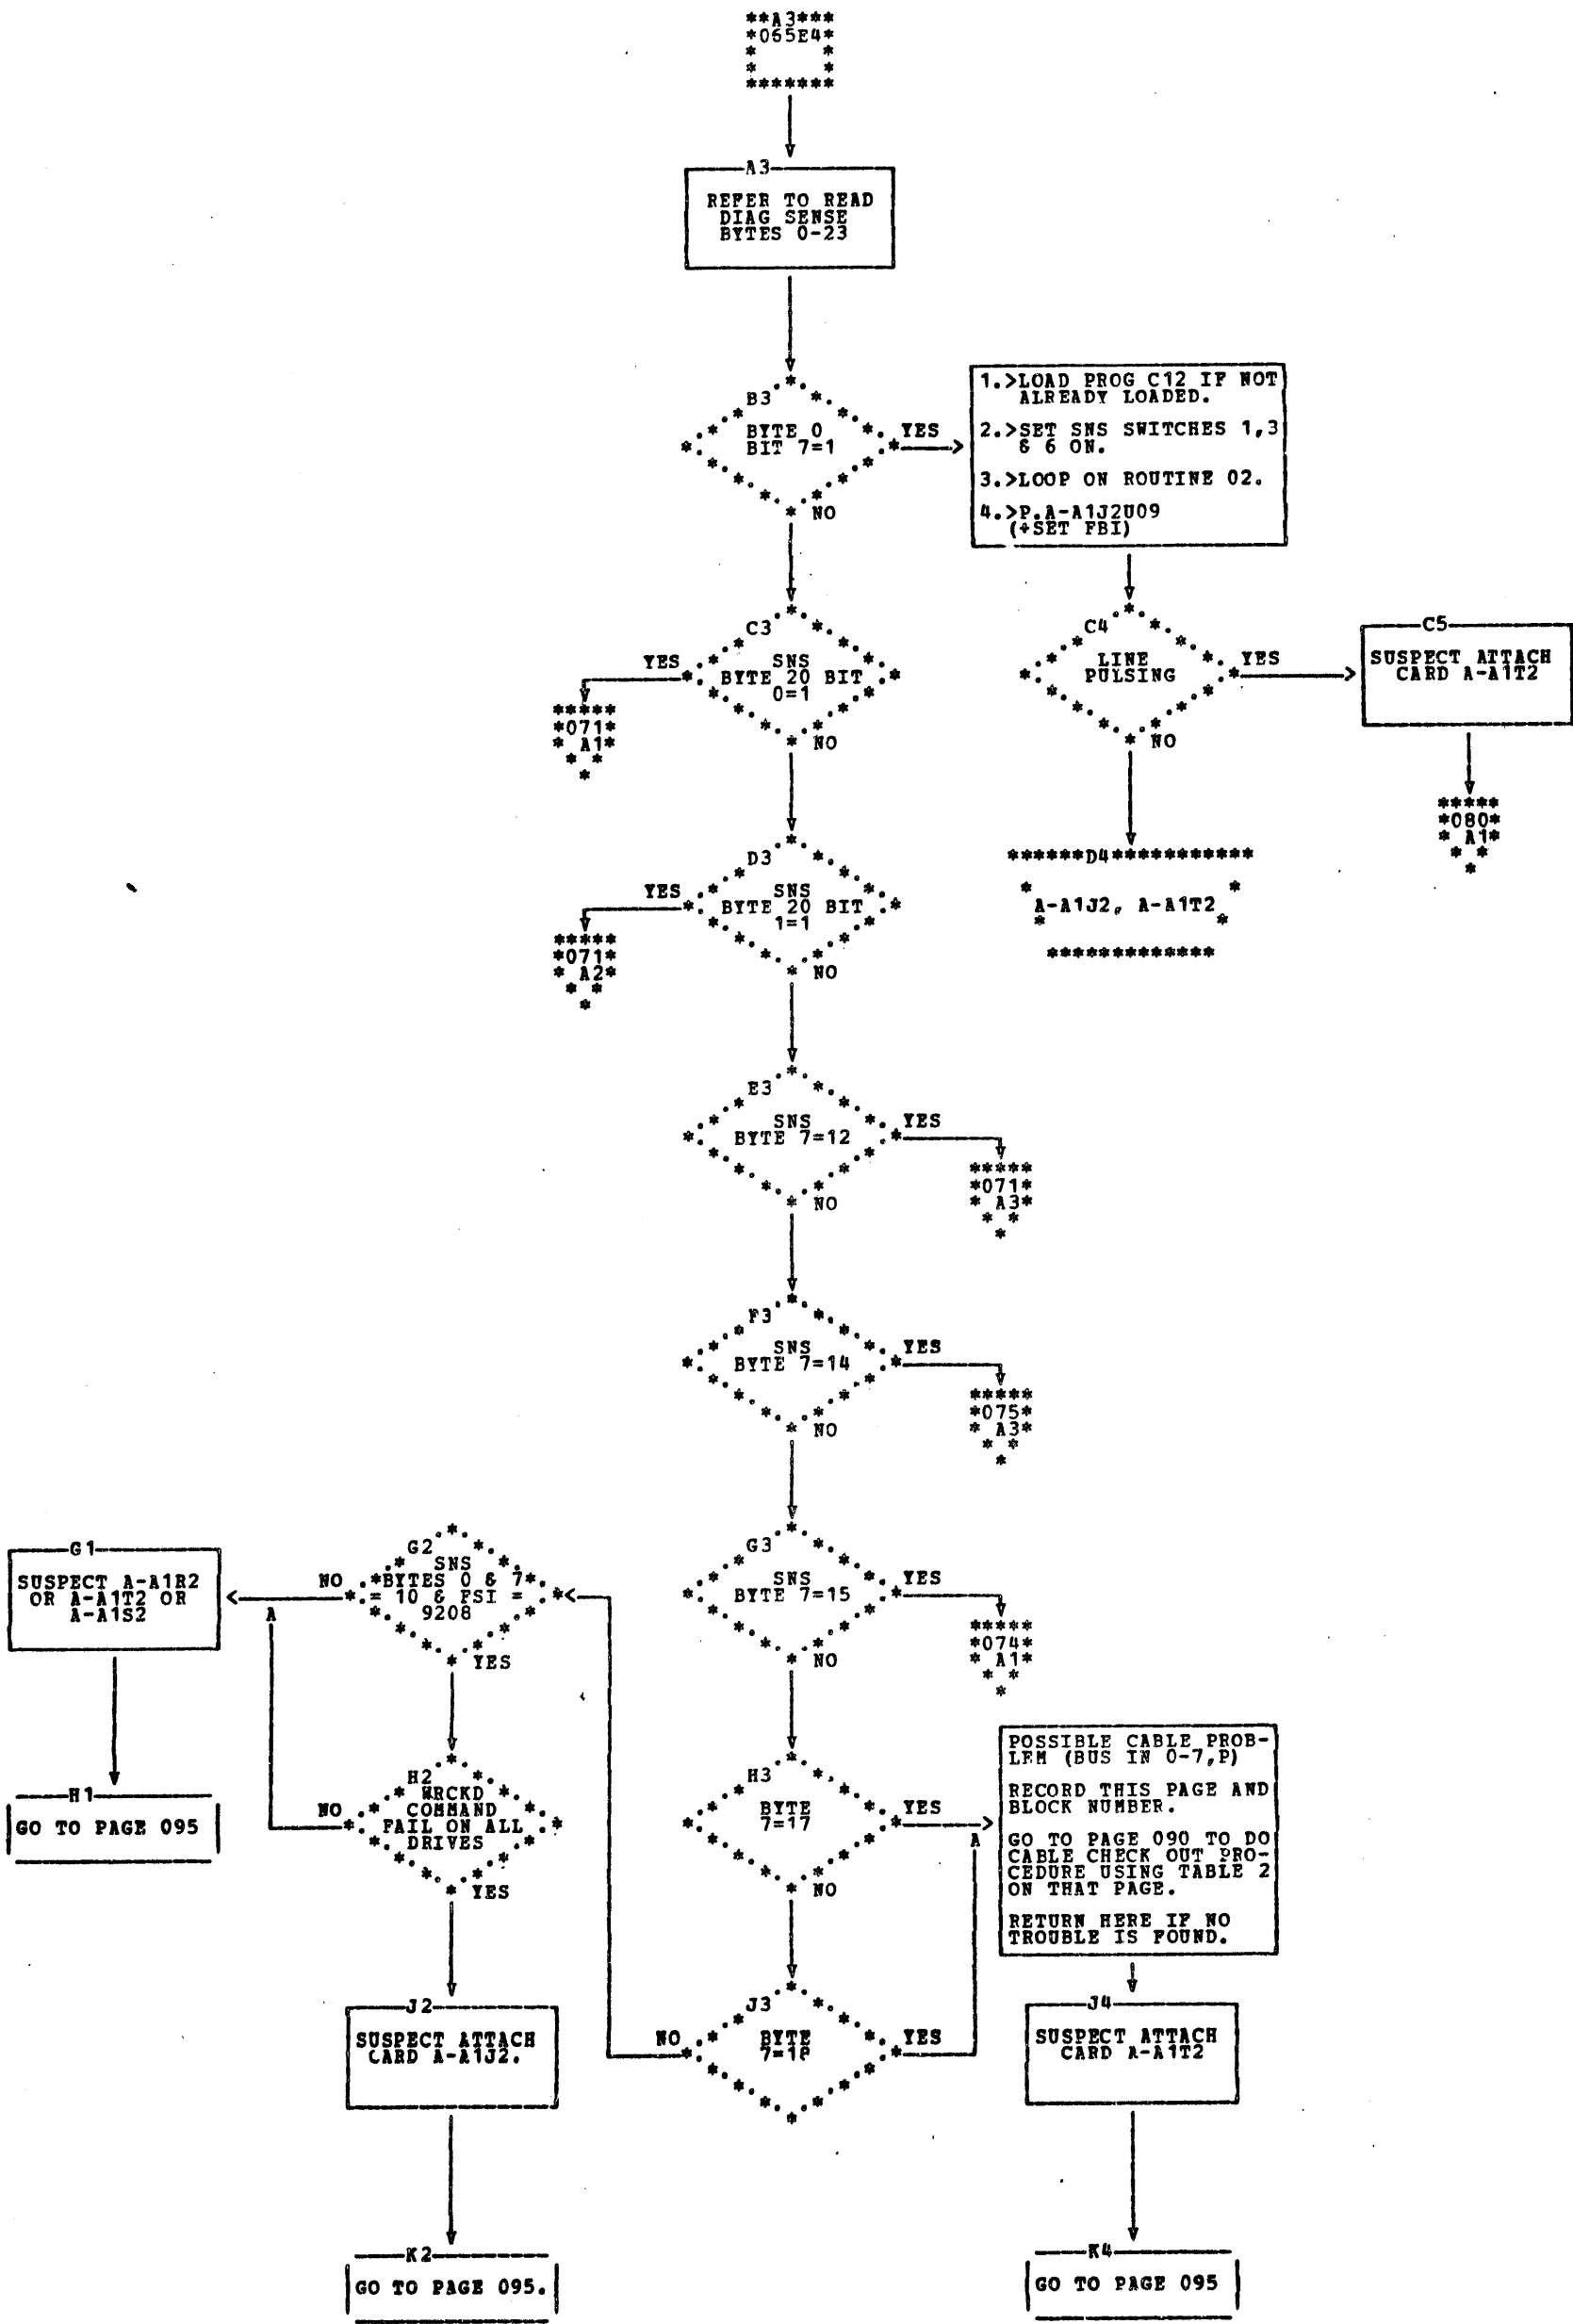 **A3***
*065E4*
* *
* *
*******
A3
REFER TO READ
DIAG SENSE
BYTES 0-23
B3
BYTE 0
BIT 7=1
YES
NO
1.>LOAD PROG C12 IF NOT
ALREADY LOADED.
2.>SET SNS SWITCHES 1,3
& 6 ON.
3.>LOOP ON ROUTINE 02.
4.>P.A-A1J2U09
(+SET FBI)
C3
SNS
BYTE 20 BIT
0=1
YES
NO
*****
*071*
* A1*
* *
*
C4
LINE
PULSING
YES
NO
C5
SUSPECT ATTACH
CARD A-A1T2
*****
*080*
* A1*
* *
*
D3
SNS
BYTE 20 BIT
1=1
YES
NO
*****
*071*
* A2*
* *
*
******D4***********
* *
A-A1J2, A-A1T2
* *
*************
E3
SNS
BYTE 7=12
YES
NO
*****
*071*
* A3*
* *
*
F3
SNS
BYTE 7=14
YES
NO
*****
*075*
* A3*
* *
*
G1
SUSPECT A-A1R2
OR A-A1T2 OR
A-A1S2
G2
SNS
BYTES 0 & 7
= 10 & FSI =
9208
NO
A
YES
G3
SNS
BYTE 7=15
YES
NO
*****
*074*
* A1*
* *
*
H1
GO TO PAGE 095
H2
WRCKD
COMMAND
FAIL ON ALL
DRIVES
NO
YES
H3
BYTE
7=17
YES
A
NO
POSSIBLE CABLE PROB-
LEM (BUS IN 0-7,P)
RECORD THIS PAGE AND
BLOCK NUMBER.
GO TO PAGE 090 TO DO
CABLE CHECK OUT PRO-
CEDURE USING TABLE 2
ON THAT PAGE.
RETURN HERE IF NO
TROUBLE IS FOUND.
J2
SUSPECT ATTACH
CARD A-A1J2.
J3
BYTE
NO
YES
J4
SUSPECT ATTACH
CARD A-A1T2
K2
GO TO PAGE 095.
K4
GO TO PAGE 095